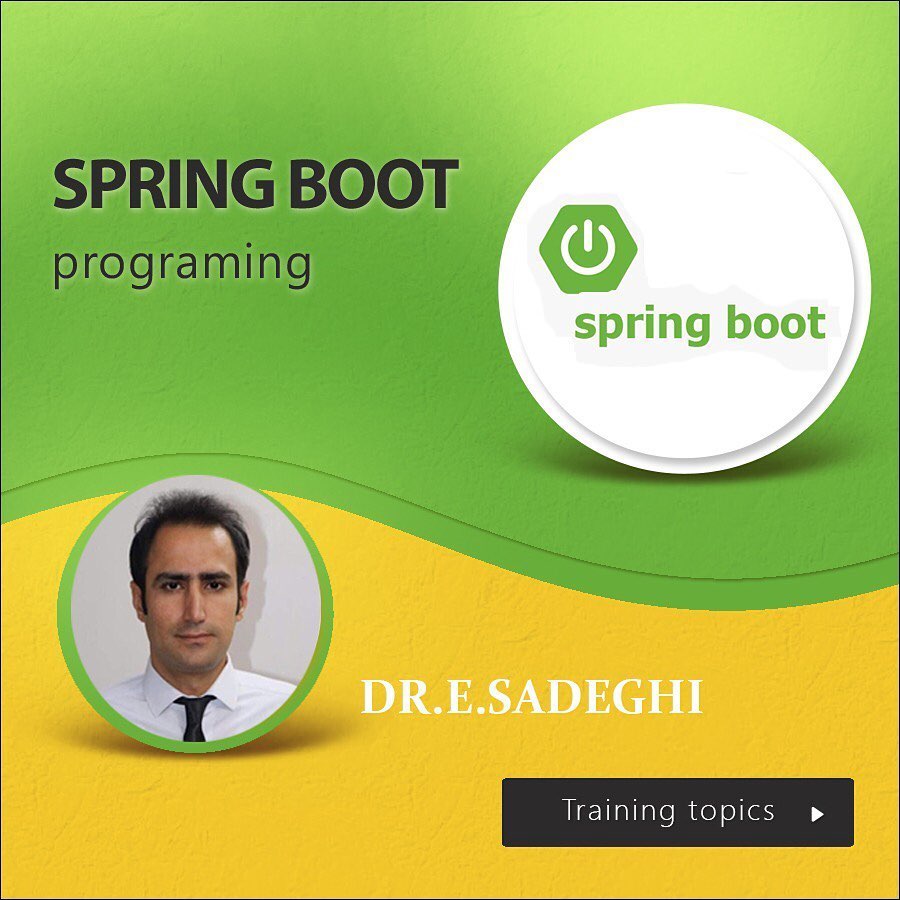 SPRING BOOT
programing
spring boot
DR.E.SADEGHI
Training topics